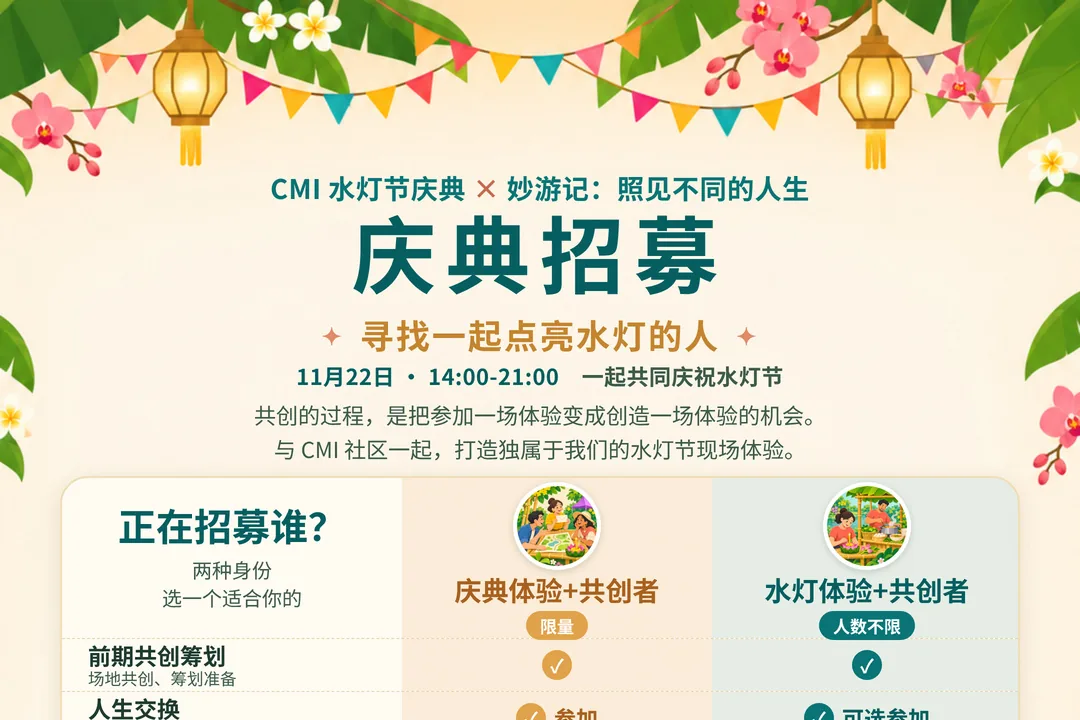 CMI 水灯节庆典 × 妙游记：照见不同的人生
庆典招募
寻找一起点亮水灯的人
11月22日 · 14:00-21:00 一起共同庆祝水灯节
共创的过程，是把参加一场体验变成创造一场体验的机会。
与 CMI 社区一起，打造独属于我们的水灯节现场体验。
正在招募谁？
两种身份
选一个适合你的
庆典体验+共创者
限量
水灯体验+共创者
人数不限
前期共创筹划
场地共创、筹划准备
✓
✓
人生交换
✓ 参加
✓ 可选参加